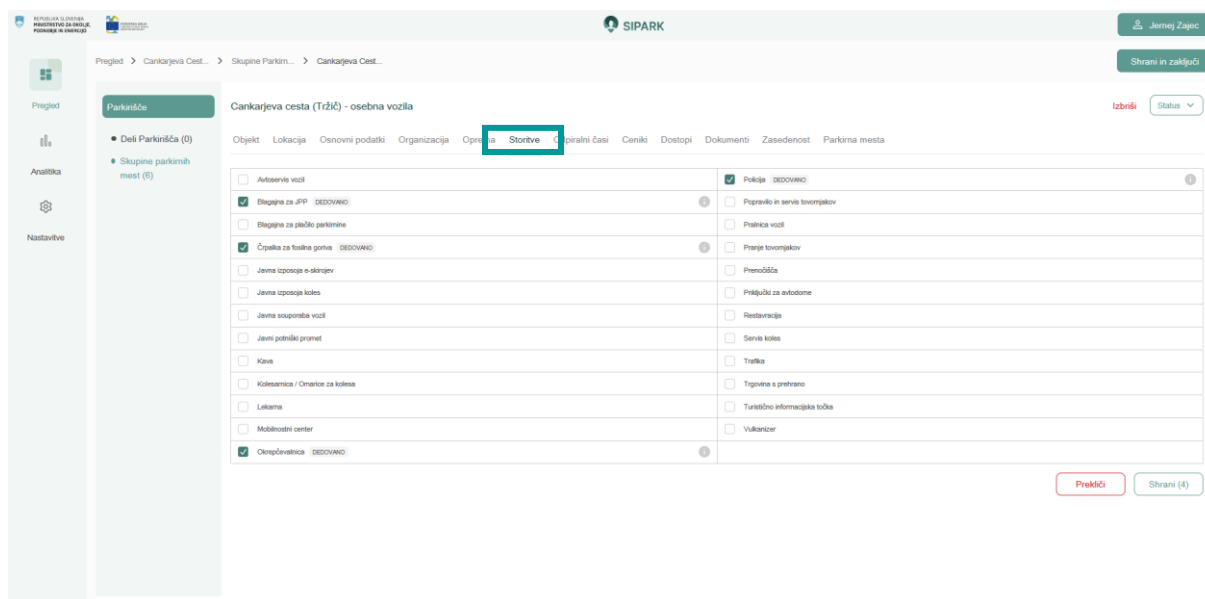 REPUBLIKA SLOVENIJA
MINISTRSTVO ZA OKOLJE,
PODNEBJE IN ENERGIJO
SIPARK
Jernej Zajec
Pregled > Cankarjeva Cest... > Skupine Parkirn... > Cankarjeva Cest...
Shrani in zaključi
Pregled
Analitika
Nastavitve
Parkirišče
Deli Parkirišča (0)
Skupine parkirnih
mest (6)
Cankarjeva cesta (Tržič) - osebna vozila
Izbriši
Status
Objekt Lokacija Osnovni podatki Organizacija Oprema Storitve Odpiralni časi Ceniki Dostopi Dokumenti Zasedenost Parkirna mesta
Avtoservis vozil
Blagajna za JPP DEDOVANO
Blagajna za plačilo parkirnine
Črpalka za fosilna goriva DEDOVANO
Javna izposoja e-skirojev
Javna izposoja koles
Javna souporaba vozil
Javni potniški promet
Kava
Kolesarnica / Omarice za kolesa
Lekarna
Mobilnostni center
Okrepčevalnica DEDOVANO
Policija DEDOVANO
Popravilo in servis tovornjakov
Pralnica vozil
Pranje tovornjakov
Prenočišča
Priključki za avtodome
Restavracija
Servis koles
Trafika
Trgovina s prehrano
Turistično informacijska točka
Vulkanizer
Prekliči
Shrani (4)